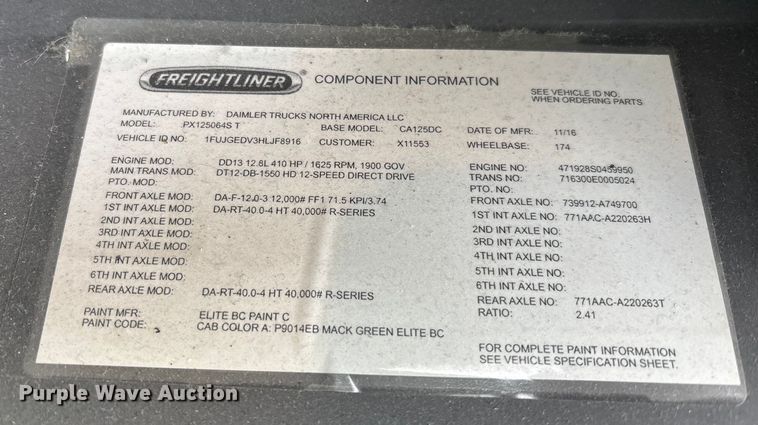 FREIGHTLINER® COMPONENT INFORMATION
SEE VEHICLE ID NO.
WHEN ORDERING PARTS
MANUFACTURED BY: DAIMLER TRUCKS NORTH AMERICA LLC
MODEL: PX125064S T BASE MODEL: CA125DC DATE OF MFR: 11/16
VEHICLE ID NO: 1FUJGEDV3HLJF8916 CUSTOMER: X11553 WHEELBASE: 174
ENGINE MOD: DD13 12.8L 410 HP / 1625 RPM, 1900 GOV ENGINE NO: 471928S0459950
MAIN TRANS MOD: DT12-DB-1550 HD 12-SPEED DIRECT DRIVE TRANS NO: 716300E0005024
PTO. MOD: PTO. NO:
FRONT AXLE MOD: DA-F-12.0-3 12,000# FF1 71.5 KPI/3.74 FRONT AXLE NO: 739912-A749700
1ST INT AXLE MOD: DA-RT-40.0-4 HT 40,000# R-SERIES 1ST INT AXLE NO: 771AAC-A220263H
2ND INT AXLE MOD: 2ND INT AXLE NO:
3RD INT AXLE MOD: 3RD INT AXLE NO:
4TH INT AXLE MOD: 4TH INT AXLE NO:
5TH INT AXLE MOD: 5TH INT AXLE NO:
6TH INT AXLE MOD: 6TH INT AXLE NO:
REAR AXLE MOD: DA-RT-40.0-4 HT 40,000# R-SERIES REAR AXLE NO: 771AAC-A220263T
RATIO: 2.41
PAINT MFR: ELITE BC PAINT C
PAINT CODE: CAB COLOR A: P9014EB MACK GREEN ELITE BC
FOR COMPLETE PAINT INFORMATION
SEE VEHICLE SPECIFICATION SHEET.
Purple Wave Auction